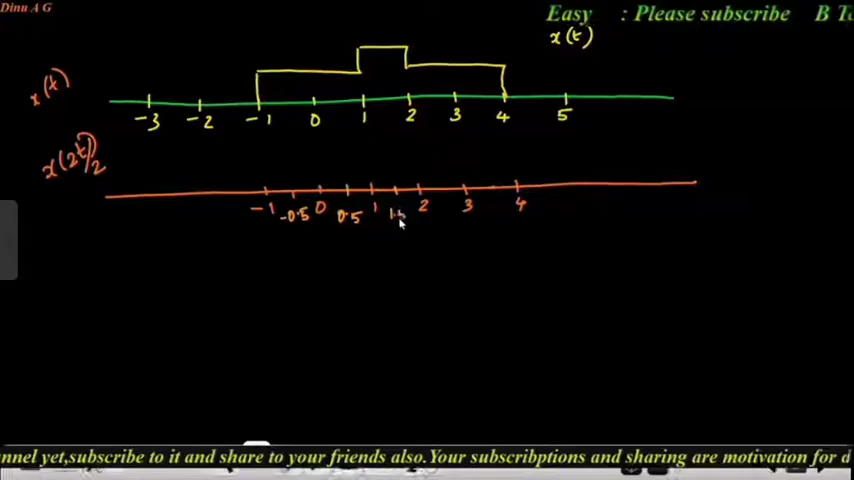 Dinu A G
Easy : Please subscribe B To
x(t)
x(t)
-3 -2 -1 0 1 2 3 4 5
x(2t)/2
-1 -0.5 0 0.5 1 2 3 4
nnel yet,subscribe to it and share to your friends also.Your subscribptions and sharing are motivation for d